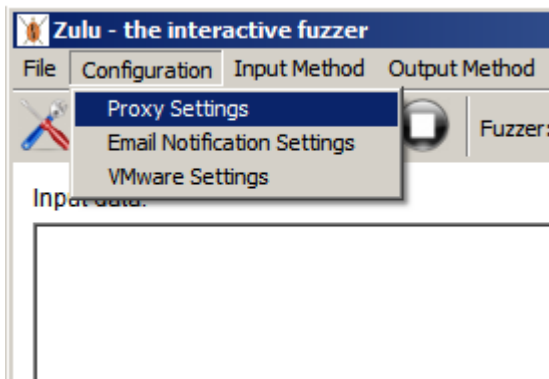 Zulu - the interactive fuzzer
File Configuration Input Method Output Method
Proxy Settings
Email Notification Settings
VMware Settings
Fuzzer:
Input data: